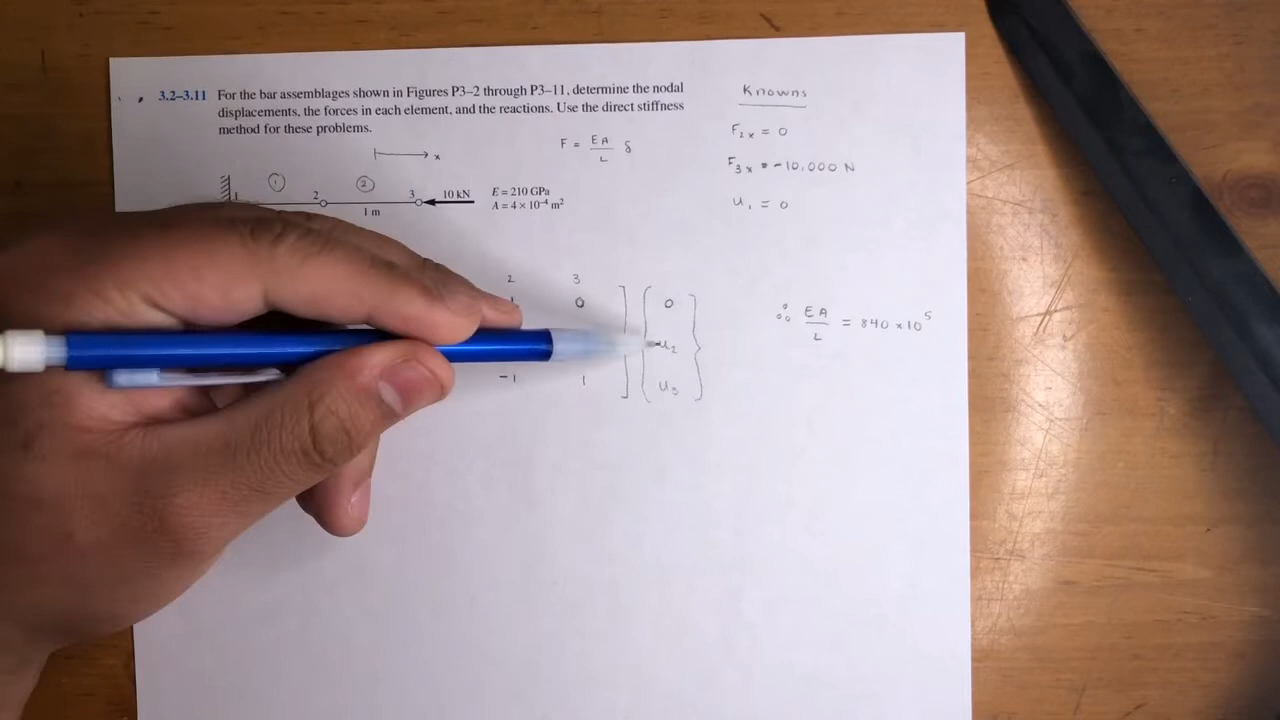 3.2–3.11 For the bar assemblages shown in Figures P3–2 through P3–11, determine the nodal
displacements, the forces in each element, and the reactions. Use the direct stiffness
method for these problems.
Knowns
F = EA/L δ
F2x = 0
F3x = -10,000 N
u1 = 0
x
① ②
1 2 3 10 kN
1 m
E = 210 GPa
A = 4 × 10⁻⁴ m²
2 3
0 0
u2
-1 1 u3
∴ EA/L = 840 × 10⁵